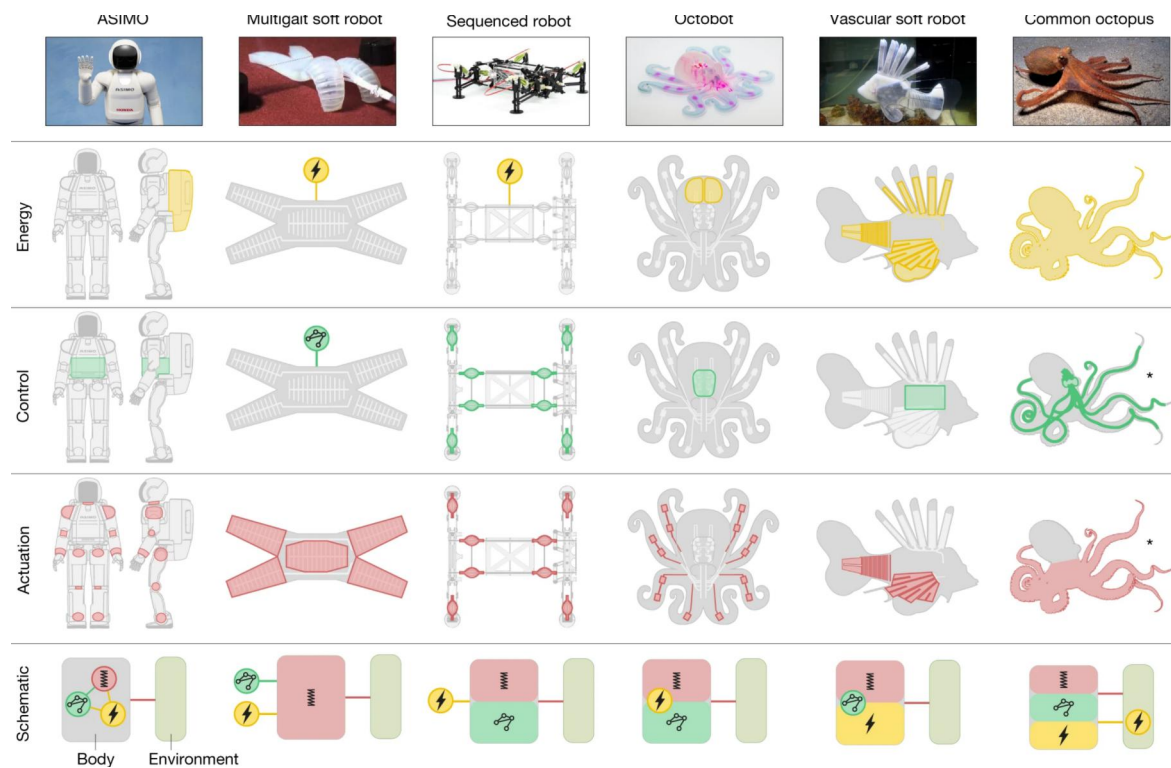 ASIMO
Multigait soft robot
Sequenced robot
Octobot
Vascular soft robot
Common octopus
Energy
Control
*
Actuation
*
Schematic
Body
Environment